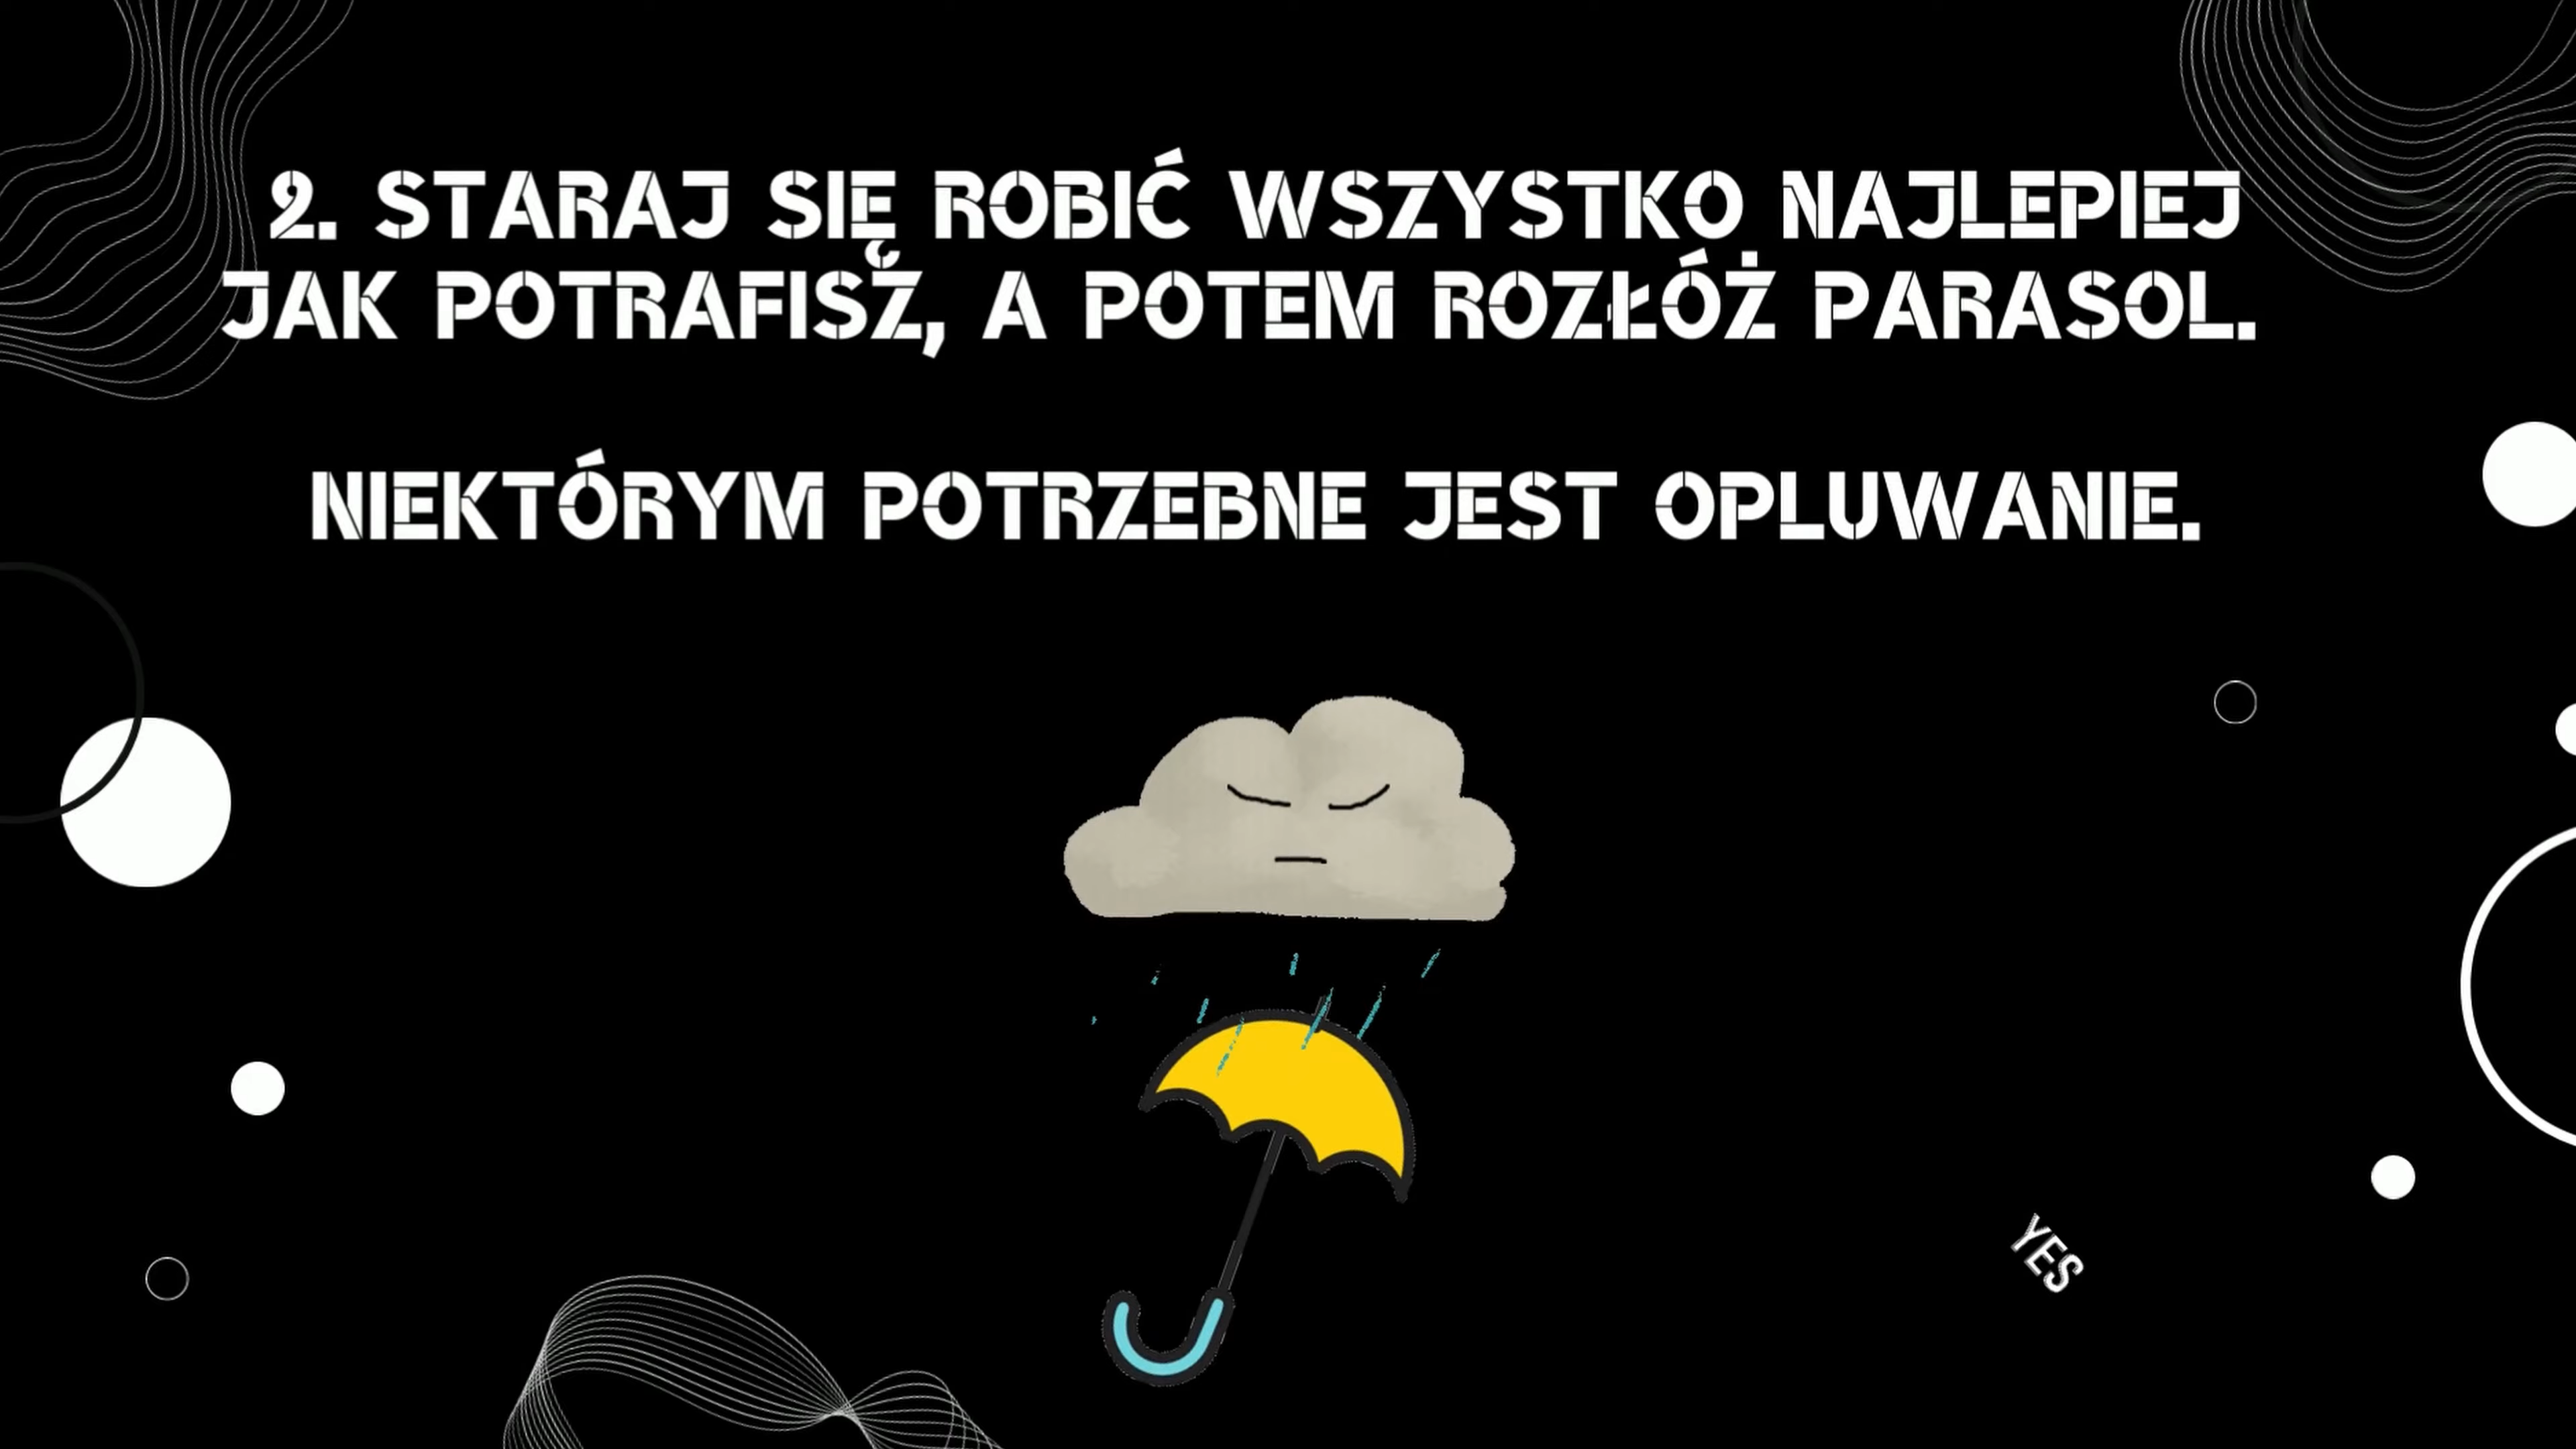 2. STARAJ SIĘ ROBIĆ WSZYSTKO NAJLEPIEJ
JAK POTRAFISZ, A POTEM ROZŁÓŻ PARASOL.
NIEKTÓRYM POTRZEBNE JEST OPLUWANIE.
YES